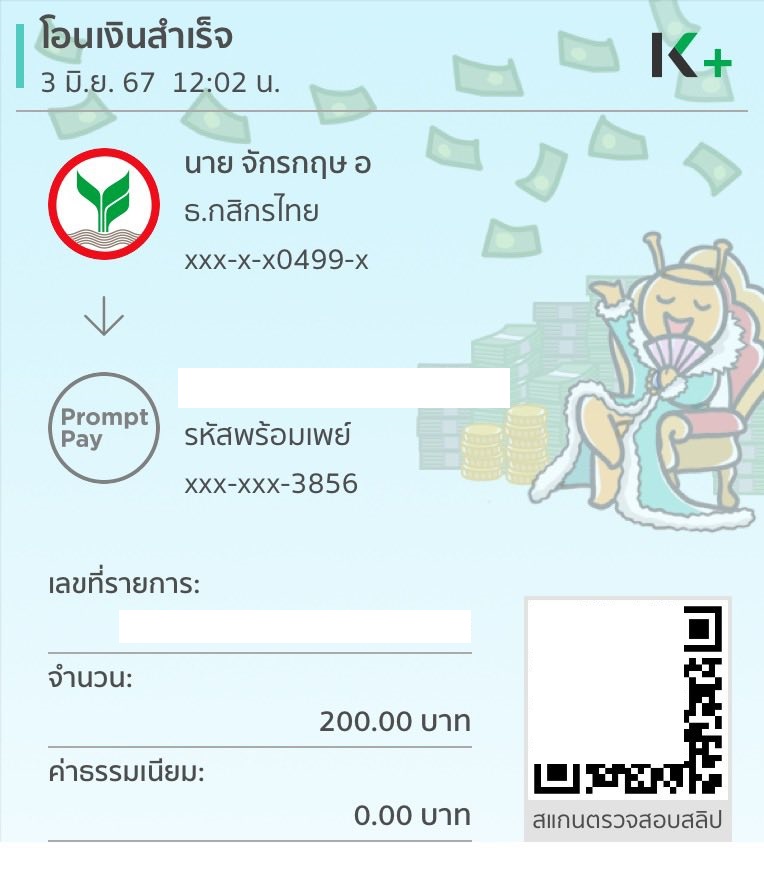 โอนเงินสำเร็จ
3 มิ.ย. 67 12:02 น.
K+
นาย จักรกฤษ อ
ธ.กสิกรไทย
xxx-x-x0499-x
Prompt
Pay
รหัสพร้อมเพย์
xxx-xxx-3856
เลขที่รายการ:
จำนวน:
200.00 บาท
ค่าธรรมเนียม:
0.00 บาท
สแกนตรวจสอบสลิป